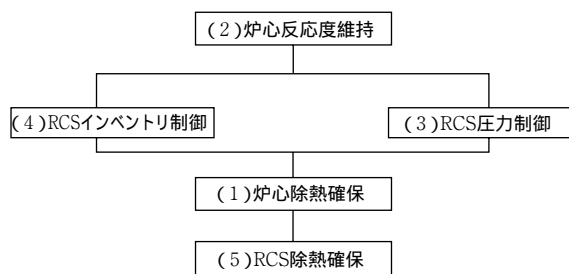 (2)炉心反応度維持
(4)RCSインベントリ制御
(3)RCS圧力制御
(1)炉心除熱確保
(5)RCS除熱確保